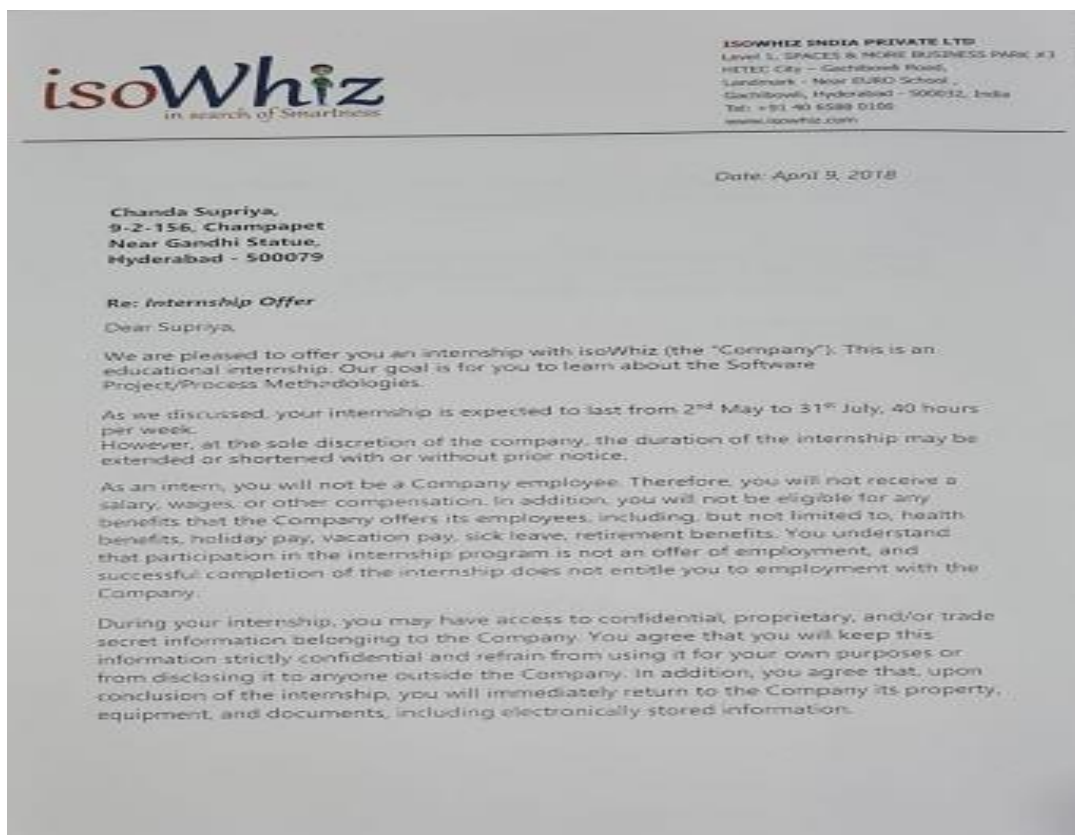 isoWhiz
in search of Smartness
ISOWHIZ INDIA PRIVATE LTD
Level 1, SPACES & MORE BUSINESS PARK #3
HITEC City – Gachibowli Road,
Landmark - Near EURO School ,
Gachibowli, Hyderabad - 500032, India
Tel: +91 40 6588 0106
www.isowhiz.com
Date: April 9, 2018
Chanda Supriya,
9-2-156, Champapet
Near Gandhi Statue,
Hyderabad - 500079
Re: Internship Offer
Dear Supriya,
We are pleased to offer you an internship with isoWhiz (the "Company"). This is an
educational internship. Our goal is for you to learn about the Software
Project/Process Methodologies.
As we discussed, your internship is expected to last from 2nd May to 31st July, 40 hours
per week.
However, at the sole discretion of the company, the duration of the internship may be
extended or shortened with or without prior notice.
As an intern, you will not be a Company employee. Therefore, you will not receive a
salary, wages, or other compensation. In addition, you will not be eligible for any
benefits that the Company offers its employees, including, but not limited to, health
benefits, holiday pay, vacation pay, sick leave, retirement benefits. You understand
that participation in the internship program is not an offer of employment, and
successful completion of the internship does not entitle you to employment with the
Company.
During your internship, you may have access to confidential, proprietary, and/or trade
secret information belonging to the Company. You agree that you will keep this
information strictly confidential and refrain from using it for your own purposes or
from disclosing it to anyone outside the Company. In addition, you agree that, upon
conclusion of the internship, you will immediately return to the Company its property,
equipment, and documents, including electronically stored information.